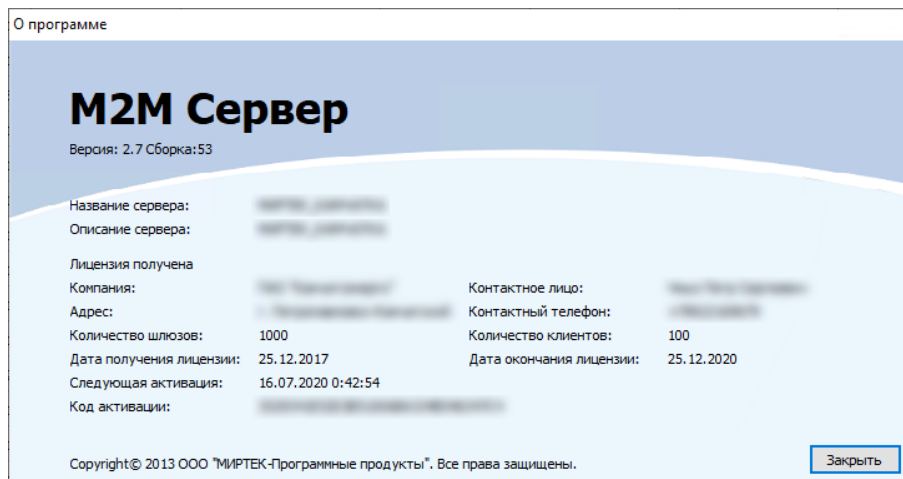 О программе
М2М Сервер
Версия: 2.7 Сборка:53
Название сервера:
Описание сервера:
Лицензия получена
Компания: Контактное лицо:
Адрес: Контактный телефон:
Количество шлюзов: 1000 Количество клиентов: 100
Дата получения лицензии: 25.12.2017 Дата окончания лицензии: 25.12.2020
Следующая активация: 16.07.2020 0:42:54
Код активации:
Copyright© 2013 ООО "МИРТЕК-Программные продукты". Все права защищены.
Закрыть